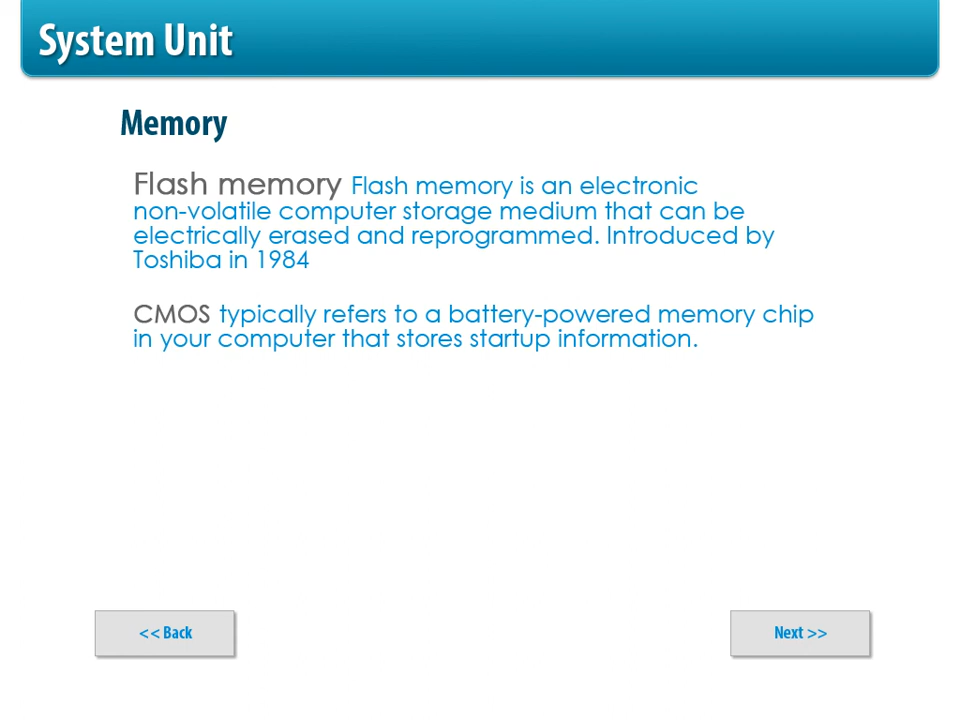 System Unit
Memory
Flash memory Flash memory is an electronic
non-volatile computer storage medium that can be
electrically erased and reprogrammed. Introduced by
Toshiba in 1984
CMOS typically refers to a battery-powered memory chip
in your computer that stores startup information.
<< Back
Next >>